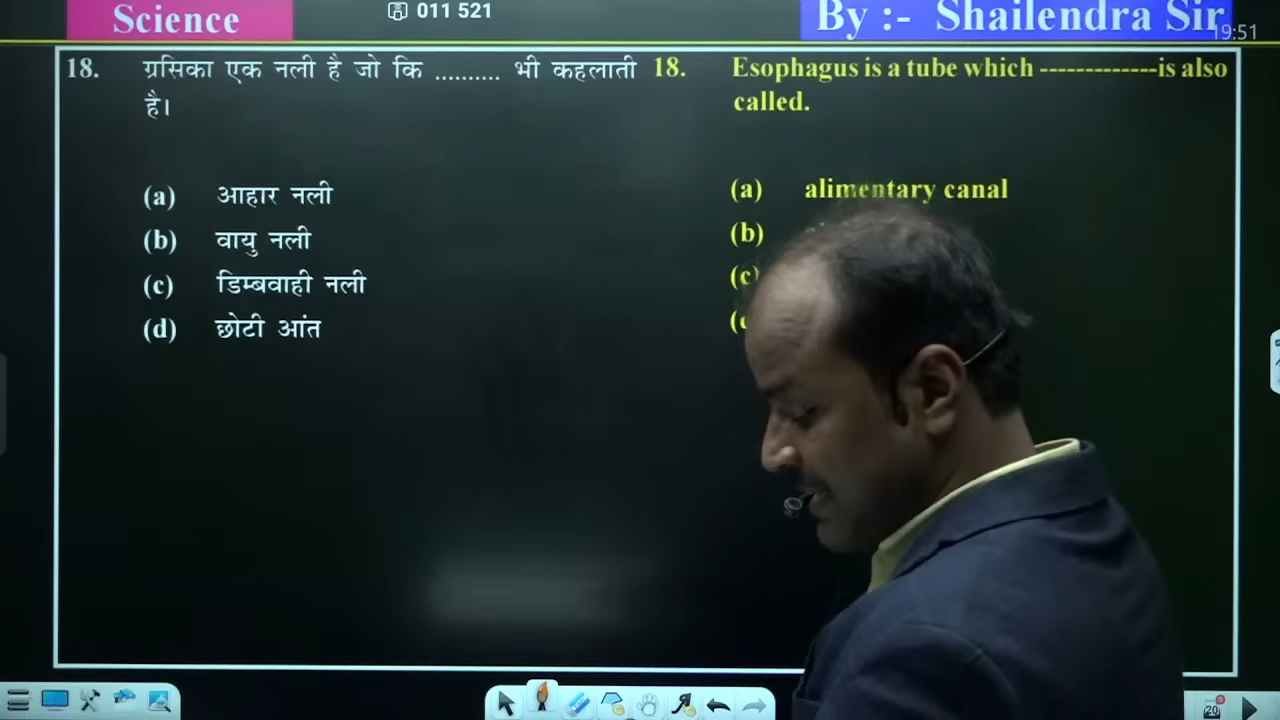 Science
011 521
By :- Shailendra Sir
19:51
18. ग्रसिका एक नली है जो कि .......... भी कहलाती
है।
(a) आहार नली
(b) वायु नली
(c) डिम्बवाही नली
(d) छोटी आंत
18. Esophagus is a tube which -------------is also
called.
(a) alimentary canal
(b)
(c)
20